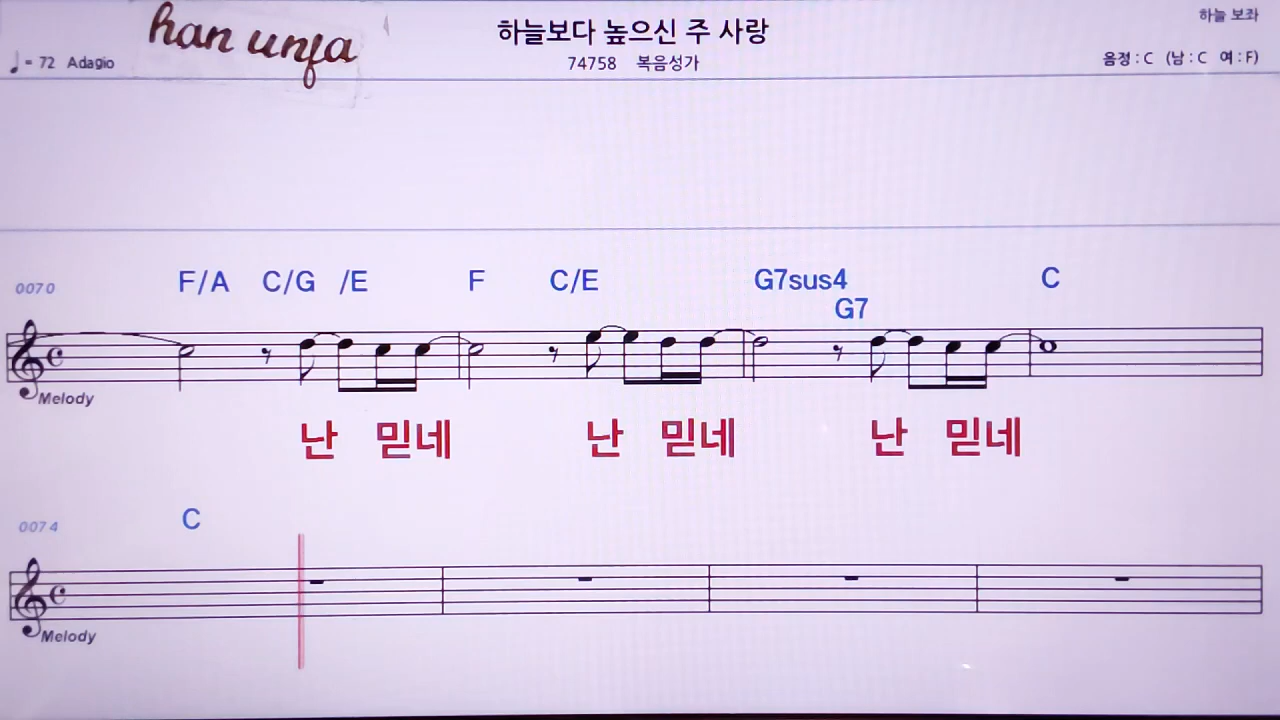 han unja
하늘보다 높으신 주 사랑
하늘 보좌
♩= 72 Adagio
74758 복음성가
음정 : C (남 : C 여 : F)
0070
F/A C/G /E F C/E G7sus4 G7 C
Melody
난 믿네 난 믿네 난 믿네
0074
C
Melody